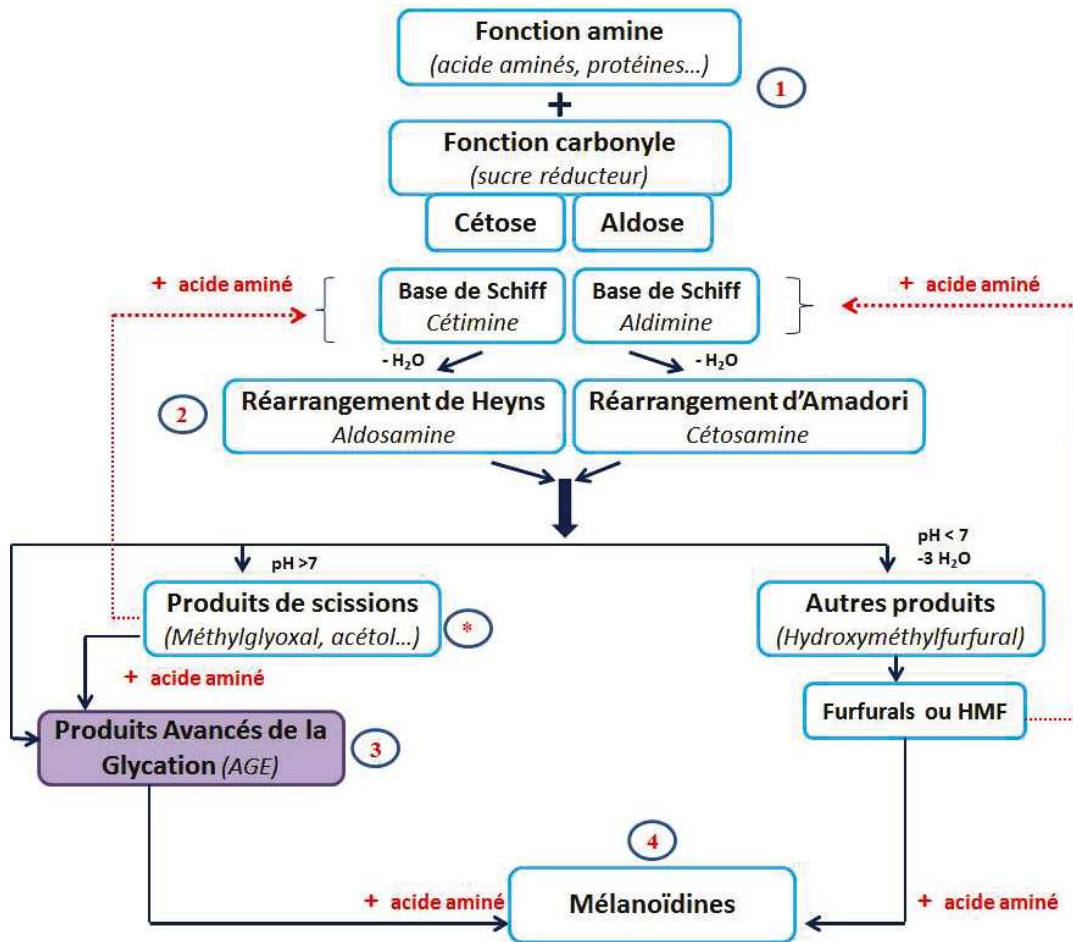 Fonction amine
(acide aminés, protéines...)
1
+
Fonction carbonyle
(sucre réducteur)
Cétose
Aldose
+ acide aminé
Base de Schiff
Cétimine
Base de Schiff
Aldimine
+ acide aminé
- H₂O
- H₂O
2
Réarrangement de Heyns
Aldosamine
Réarrangement d'Amadori
Cétosamine
pH >7
pH < 7
-3 H₂O
Produits de scissions
(Méthylglyoxal, acétol...)
*
Autres produits
(Hydroxyméthylfurfural)
+ acide aminé
Furfurals ou HMF
Produits Avancés de la
Glycation (AGE)
3
4
+ acide aminé
Mélanoïdines
+ acide aminé